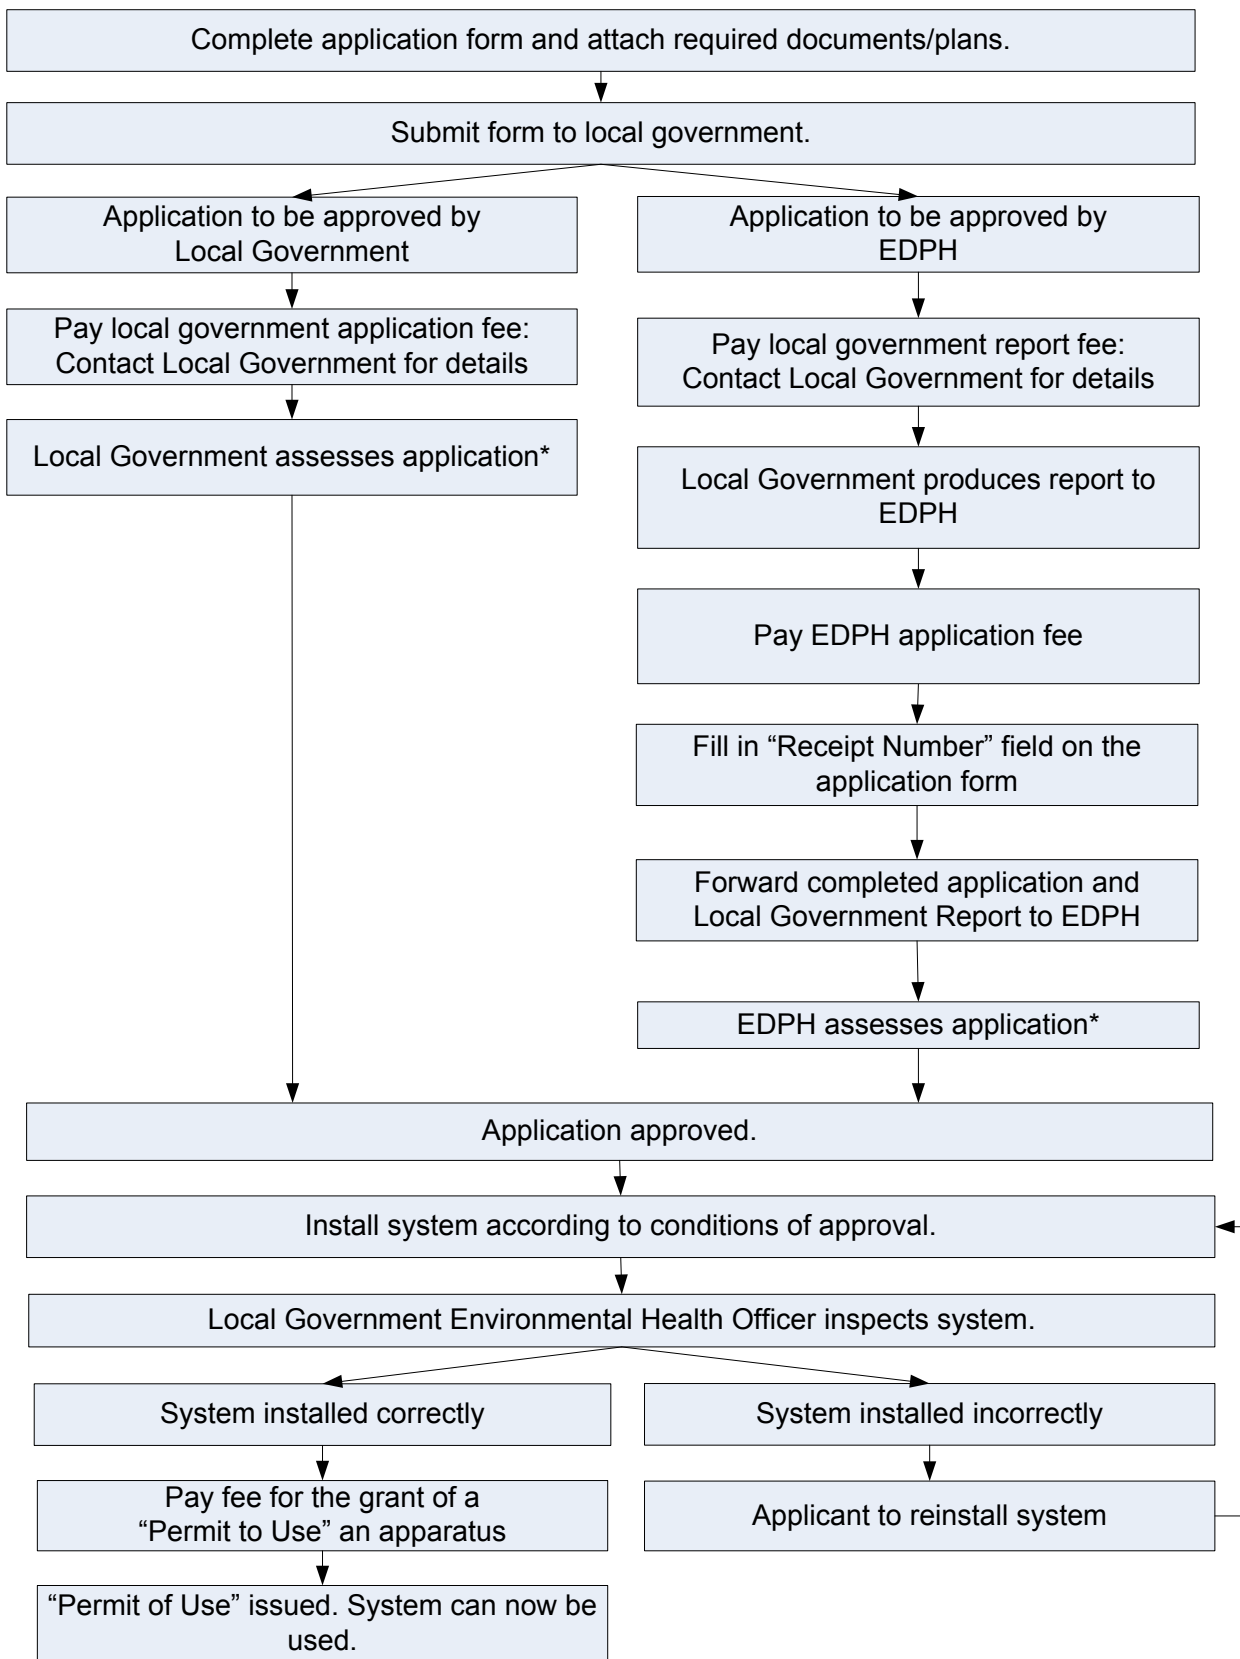 Complete application form and attach required documents/plans.
Submit form to local government.
Application to be approved by
Local Government
Pay local government application fee:
Contact Local Government for details
Local Government assesses application*
Application to be approved by
EDPH
Pay local government report fee:
Contact Local Government for details
Local Government produces report to
EDPH
Pay EDPH application fee
Fill in “Receipt Number” field on the
application form
Forward completed application and
Local Government Report to EDPH
EDPH assesses application*
Application approved.
Install system according to conditions of approval.
Local Government Environmental Health Officer inspects system.
System installed correctly
Pay fee for the grant of a
“Permit to Use” an apparatus
“Permit of Use” issued. System can now be
used.
System installed incorrectly
Applicant to reinstall system